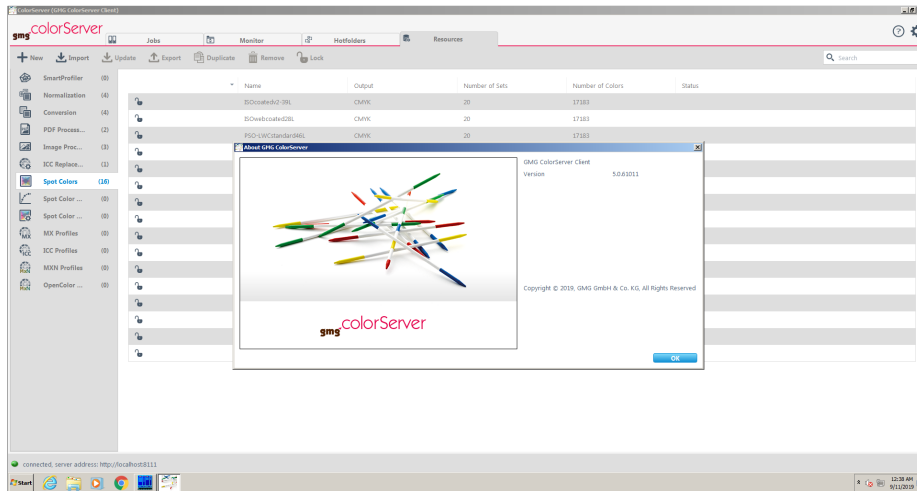 ColorServer (GMG ColorServer Client)
gmg colorServer
Jobs
Monitor
Hotfolders
Resources
New
Import
Update
Export
Duplicate
Remove
Lock
Search
SmartProfiler (0)
Normalization (4)
Conversion (4)
PDF Process... (2)
Image Proc... (3)
ICC Replace... (1)
Spot Colors (16)
Spot Color ... (0)
Spot Color ... (0)
MX Profiles (0)
ICC Profiles (0)
MXN Profiles (0)
OpenColor ... (0)
Name Output Number of Sets Number of Colors Status
ISOcoatedv2-39L CMYK 20 17183
ISOwebcoated28L CMYK 20 17183
PSO-LWCstandard46L CMYK 20 17165
About GMG ColorServer
gmg colorServer
GMG ColorServer Client
Version 5.0.61011
Copyright © 2019, GMG GmbH & Co. KG, All Rights Reserved
OK
connected, server address: http://localhost:8111
Start
12:38 AM
9/11/2019